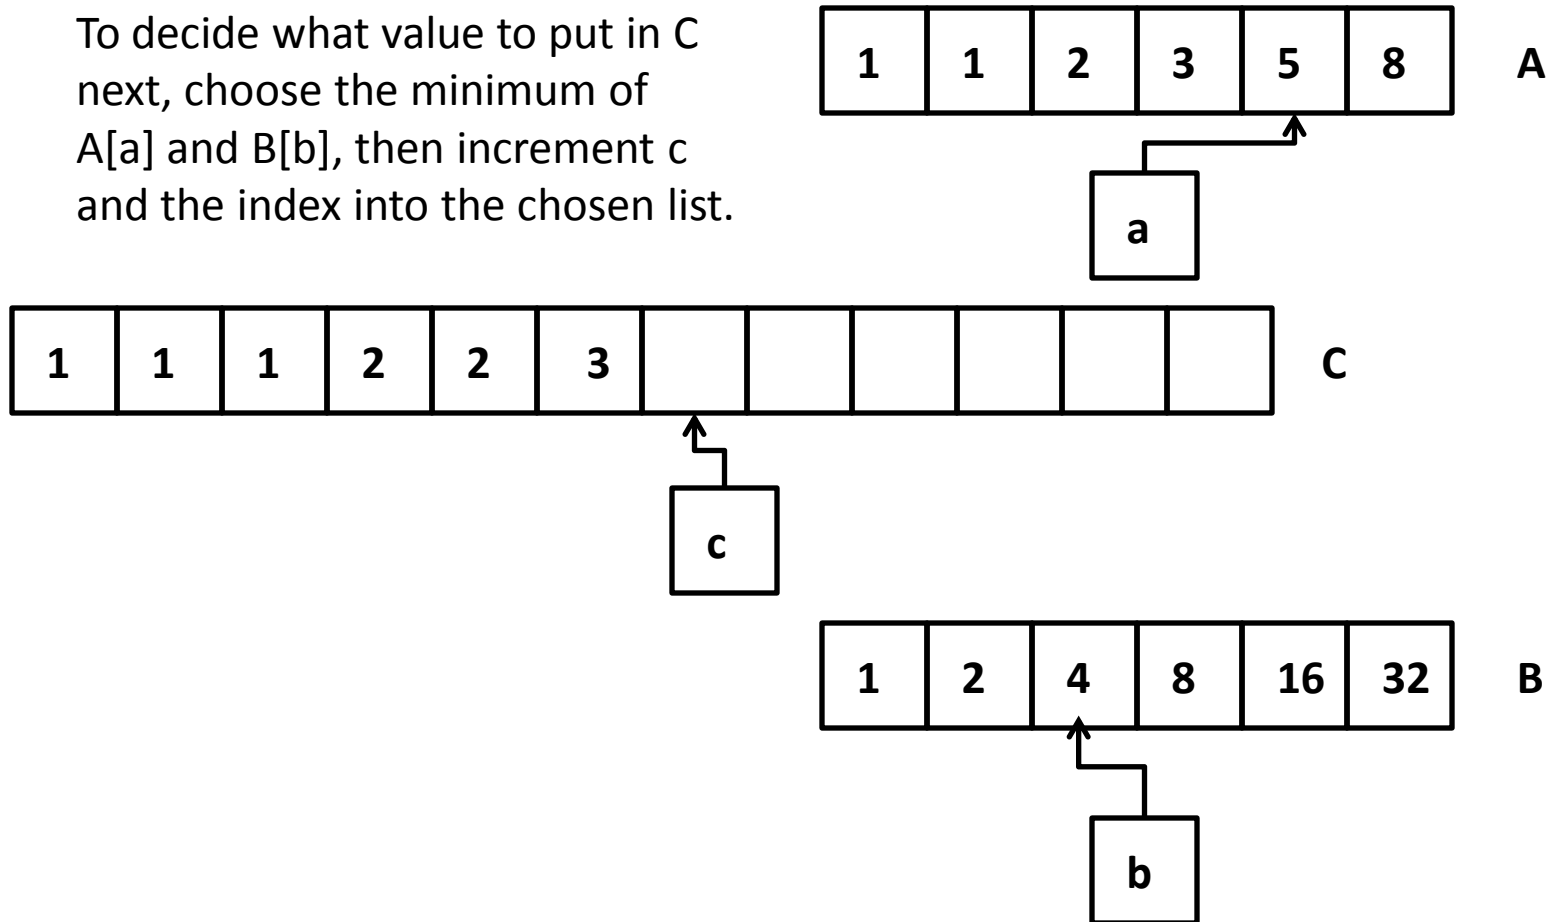 To decide what value to put in C
next, choose the minimum of
A[a] and B[b], then increment c
and the index into the chosen list.
1 1 2 3 5 8 A
a
1 1 1 2 2 3 C
c
1 2 4 8 16 32 B
b